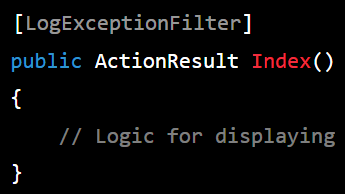 [LogExceptionFilter]
public ActionResult Index()
{
// Logic for displaying
}